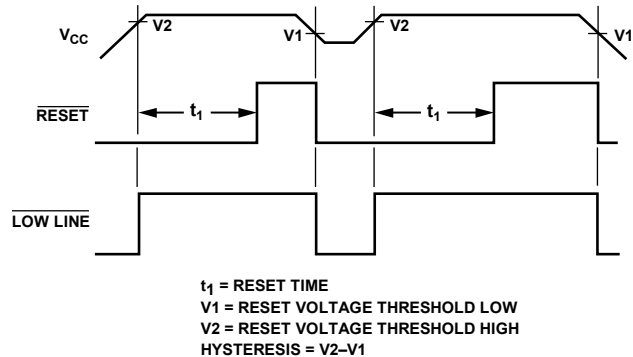 V2 V1 V2 V1
VCC
RESET
t1 t1
LOW LINE
t1 = RESET TIME
V1 = RESET VOLTAGE THRESHOLD LOW
V2 = RESET VOLTAGE THRESHOLD HIGH
HYSTERESIS = V2–V1